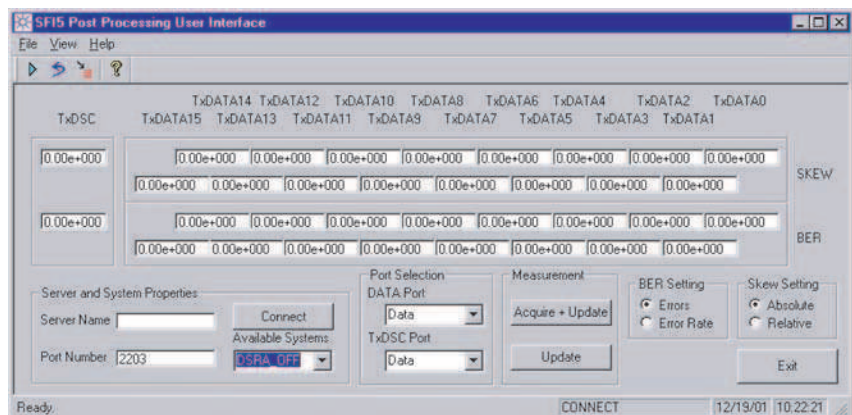 SFI5 Post Processing User Interface
File View Help
TxDATA14 TxDATA12 TxDATA10 TxDATA8 TxDATA6 TxDATA4 TxDATA2 TxDATA0
TxDSC TxDATA15 TxDATA13 TxDATA11 TxDATA9 TxDATA7 TxDATA5 TxDATA3 TxDATA1
0.00e+000 0.00e+000 0.00e+000 0.00e+000 0.00e+000 0.00e+000 0.00e+000 0.00e+000 0.00e+000
SKEW
0.00e+000 0.00e+000 0.00e+000 0.00e+000 0.00e+000 0.00e+000 0.00e+000 0.00e+000
0.00e+000 0.00e+000 0.00e+000 0.00e+000 0.00e+000 0.00e+000 0.00e+000 0.00e+000 0.00e+000
BER
0.00e+000 0.00e+000 0.00e+000 0.00e+000 0.00e+000 0.00e+000 0.00e+000 0.00e+000
Server and System Properties
Server Name
Connect
Available Systems
Port Number 2203
DSRA_OFF
Port Selection
DATA Port
Data
TxDSC Port
Data
Measurement
Acquire + Update
Update
BER Setting
Errors
Error Rate
Skew Setting
Absolute
Relative
Exit
Ready. CONNECT 12/19/01 10:22:21